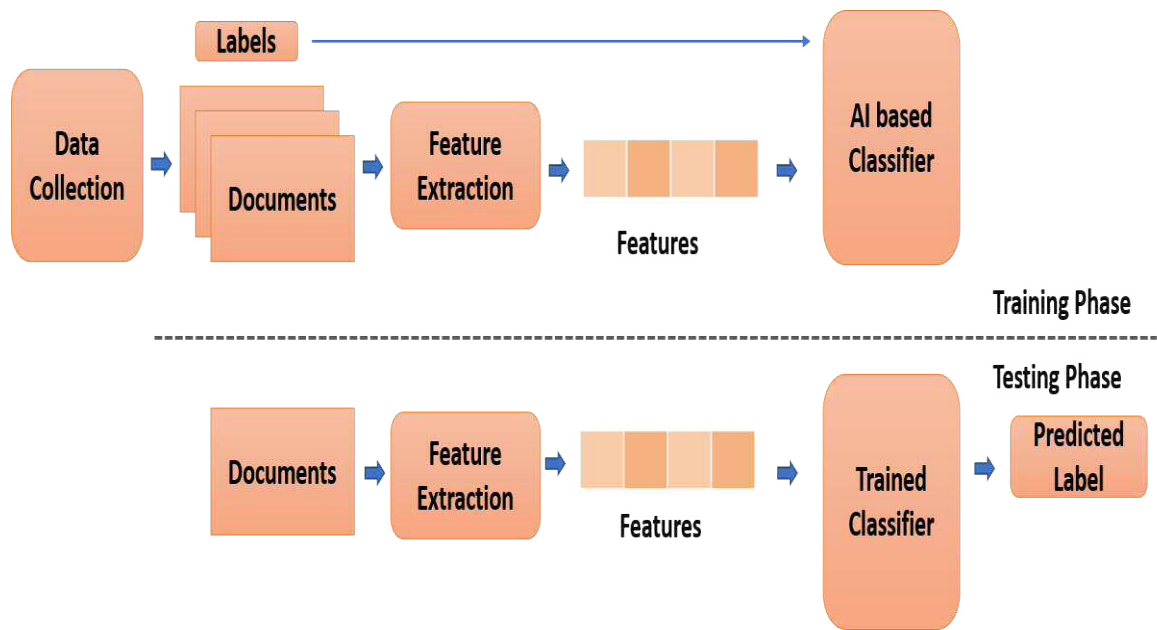 Labels
Data
Collection
Documents
Feature
Extraction
Features
AI based
Classifier
Training Phase
Testing Phase
Documents
Feature
Extraction
Features
Trained
Classifier
Predicted
Label